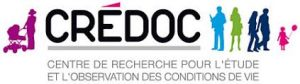 CRÉDOC
CENTRE DE RECHERCHE POUR L'ÉTUDE
ET L'OBSERVATION DES CONDITIONS DE VIE